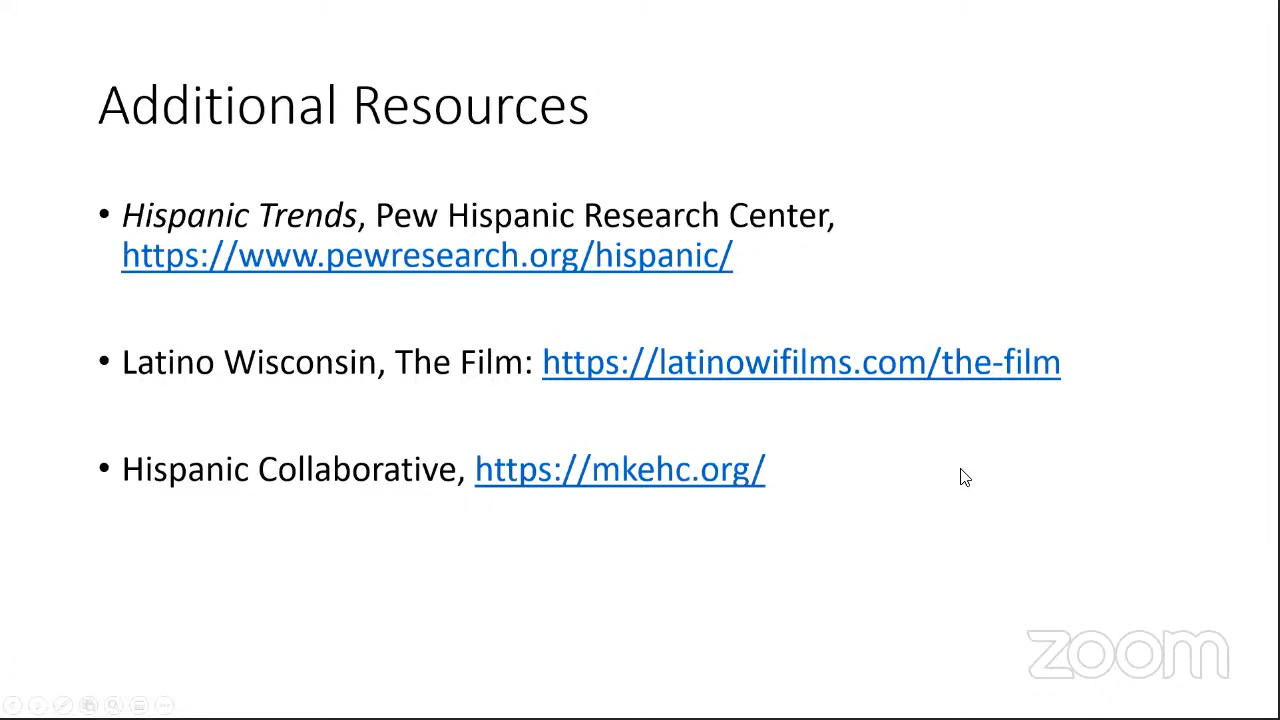 Additional Resources
• Hispanic Trends, Pew Hispanic Research Center,
https://www.pewresearch.org/hispanic/
• Latino Wisconsin, The Film: https://latinowifilms.com/the-film
• Hispanic Collaborative, https://mkehc.org/
zoom